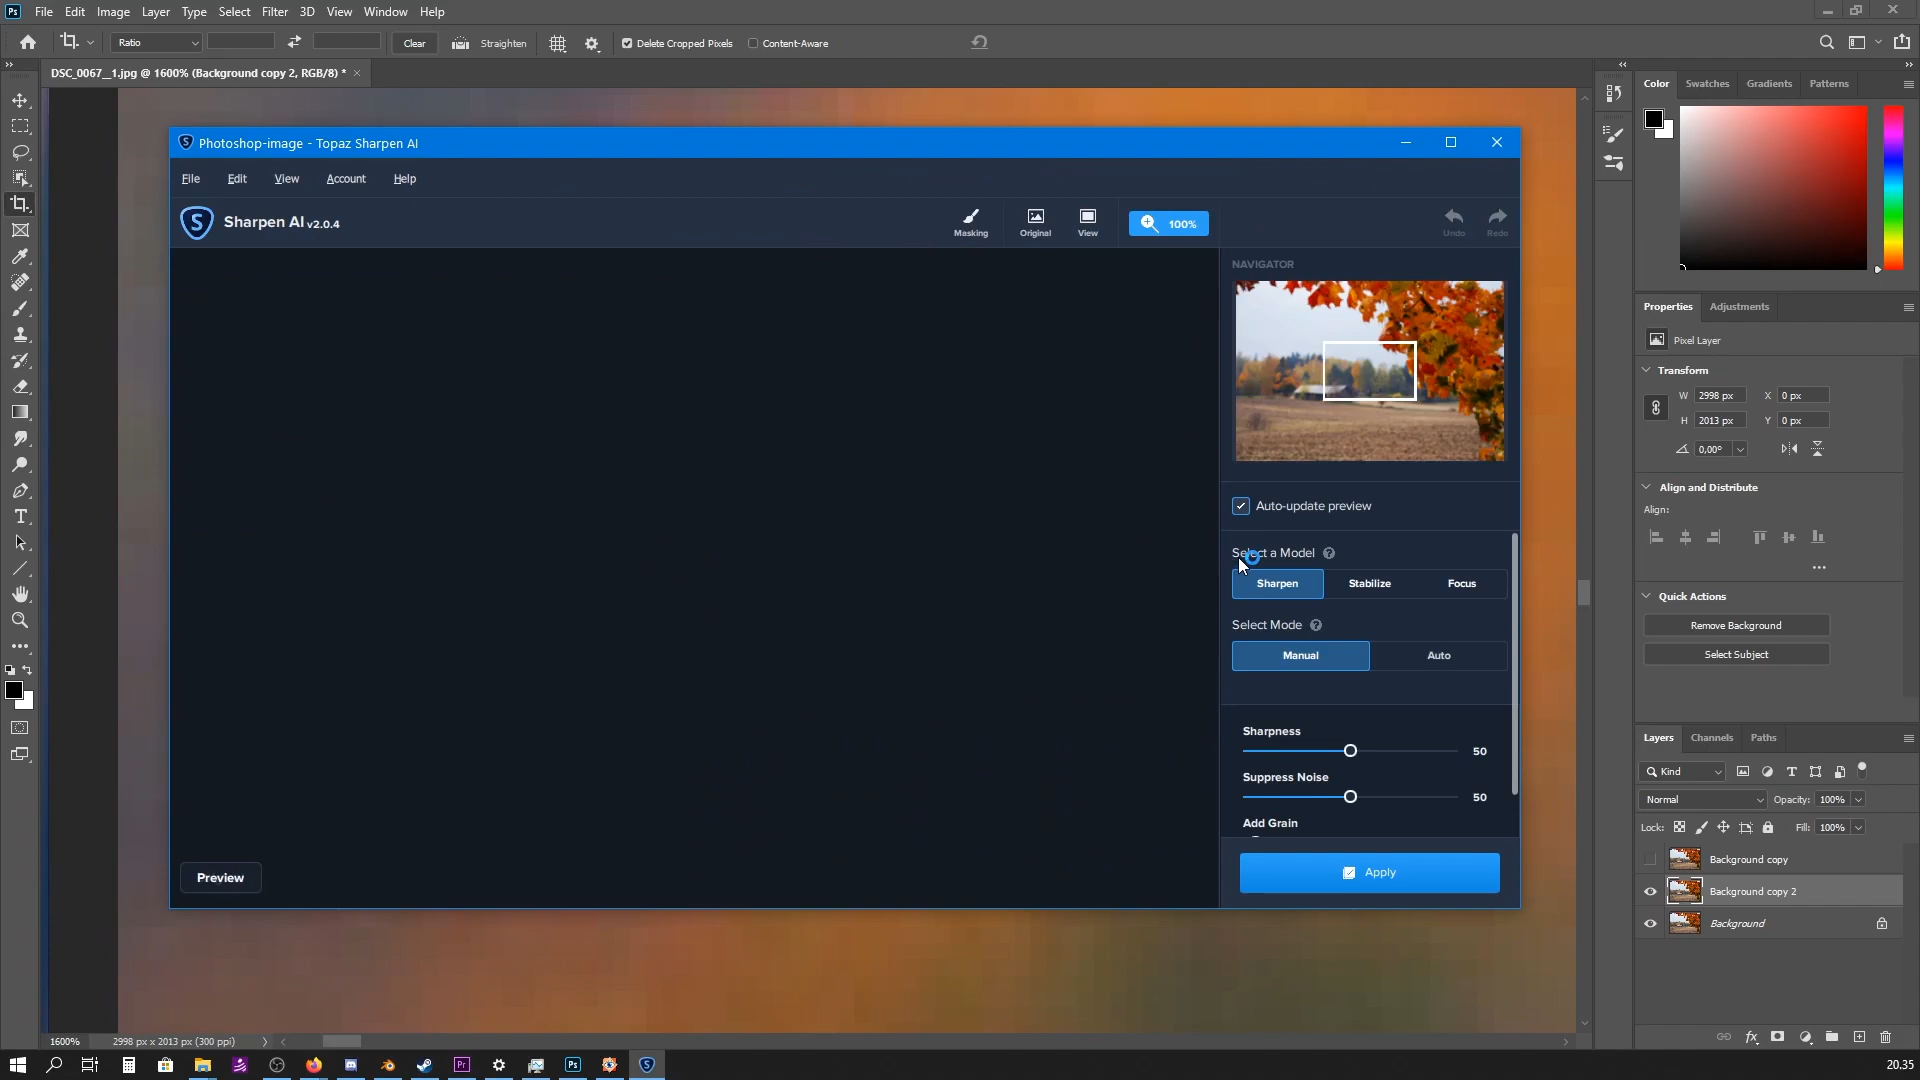 Ps File Edit Image Layer Type Select Filter 3D View Window Help
Ratio Clear Straighten Delete Cropped Pixels Content-Aware
DSC_0067__1.jpg @ 1600% (Background copy 2, RGB/8) * ×
Photoshop-image - Topaz Sharpen AI
File Edit View Account Help
Sharpen AI v2.0.4
Masking Original View 100% Undo Redo
NAVIGATOR
Auto-update preview
Select a Model
Sharpen Stabilize Focus
Select Mode
Manual Auto
Sharpness
50
Suppress Noise
50
Add Grain
Preview
Apply
Color Swatches Gradients Patterns
Properties Adjustments
Pixel Layer
Transform
W 2998 px X 0 px
H 2013 px Y 0 px
0,00°
Align and Distribute
Align:
Quick Actions
Remove Background
Select Subject
Layers Channels Paths
Kind
Normal Opacity: 100%
Lock: Fill: 100%
Background copy
Background copy 2
Background
1600% 2998 px x 2013 px (300 ppi)
Pr Ps 20.35